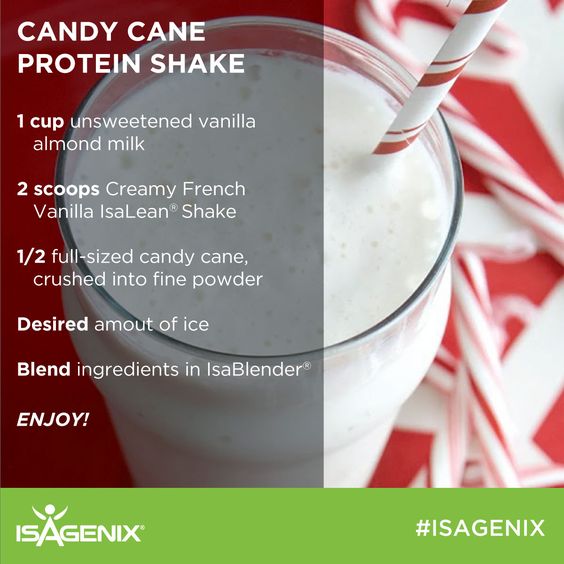 CANDY CANE
PROTEIN SHAKE
1 cup unsweetened vanilla
almond milk
2 scoops Creamy French
Vanilla IsaLean® Shake
1/2 full-sized candy cane,
crushed into fine powder
Desired amout of ice
Blend ingredients in IsaBlender®
ENJOY!
ISAGENIX®
#ISAGENIX